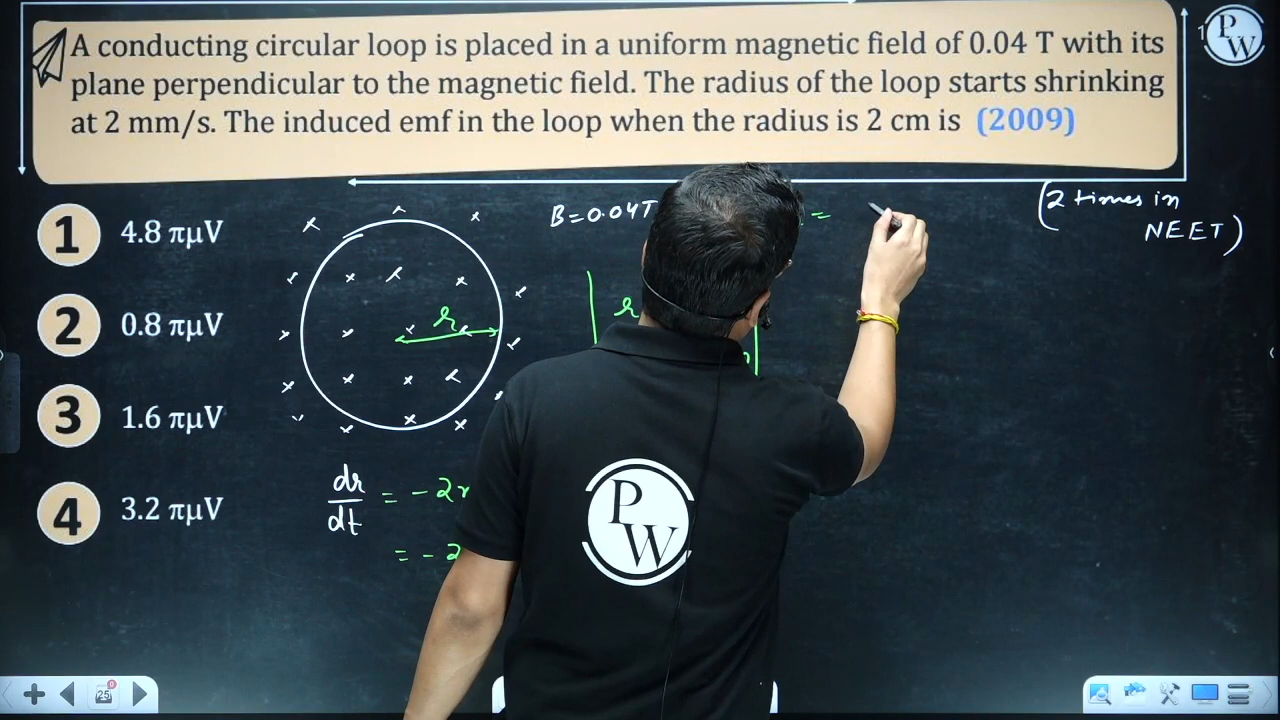 A conducting circular loop is placed in a uniform magnetic field of 0.04 T with its
plane perpendicular to the magnetic field. The radius of the loop starts shrinking
at 2 mm/s. The induced emf in the loop when the radius is 2 cm is (2009)
1
P
W
1 4.8 πμV
2 0.8 πμV
3 1.6 πμV
4 3.2 πμV
B=0.04T
=
(2 times in
NEET)
r
r
dr
dt
= -2
= -2
P
W
25